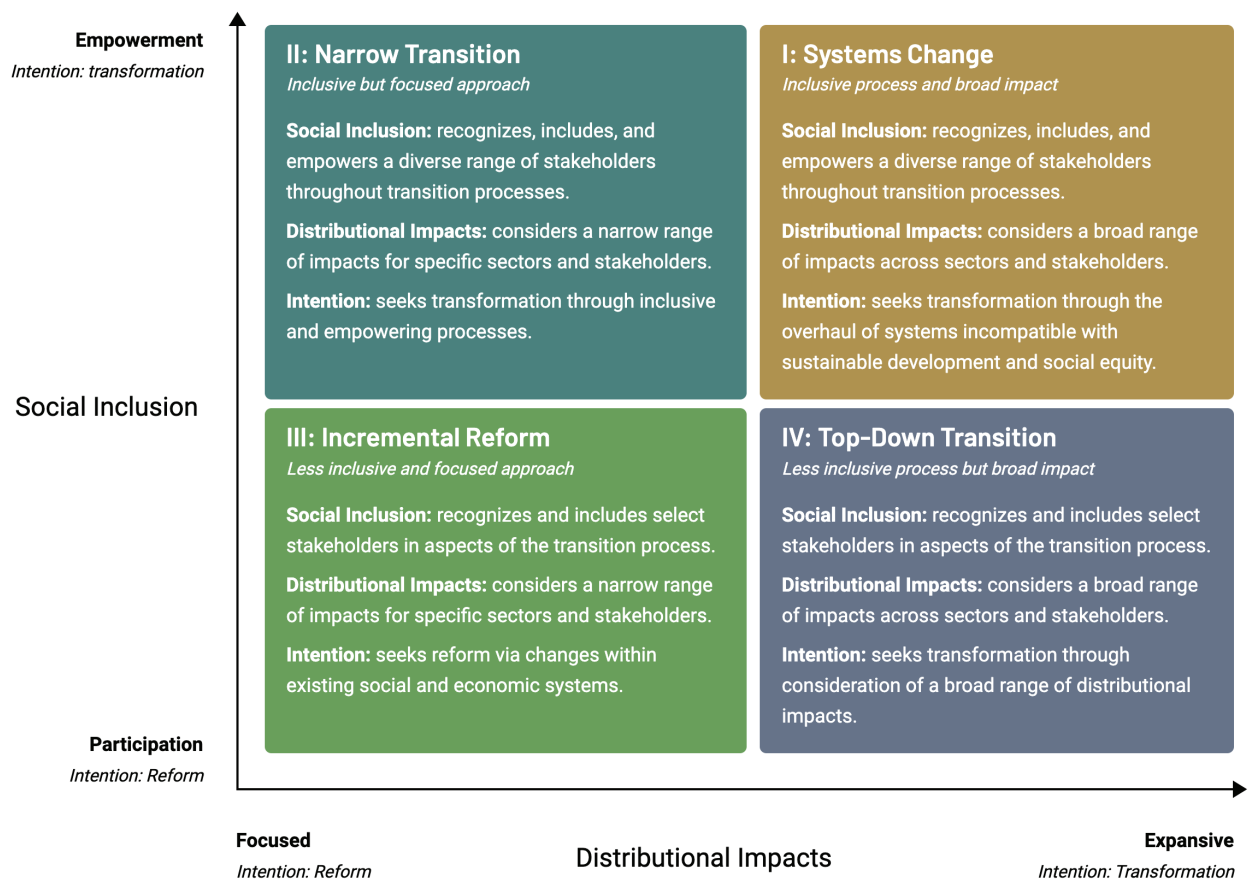 Empowerment
Intention: transformation
II: Narrow Transition
Inclusive but focused approach
Social Inclusion: recognizes, includes, and
empowers a diverse range of stakeholders
throughout transition processes.
Distributional Impacts: considers a narrow range
of impacts for specific sectors and stakeholders.
Intention: seeks transformation through inclusive
and empowering processes.
I: Systems Change
Inclusive process and broad impact
Social Inclusion: recognizes, includes, and
empowers a diverse range of stakeholders
throughout transition processes.
Distributional Impacts: considers a broad range
of impacts across sectors and stakeholders.
Intention: seeks transformation through the
overhaul of systems incompatible with
sustainable development and social equity.
Social Inclusion
III: Incremental Reform
Less inclusive and focused approach
Social Inclusion: recognizes and includes select
stakeholders in aspects of the transition process.
Distributional Impacts: considers a narrow range
of impacts for specific sectors and stakeholders.
Intention: seeks reform via changes within
existing social and economic systems.
IV: Top-Down Transition
Less inclusive process but broad impact
Social Inclusion: recognizes and includes select
stakeholders in aspects of the transition process.
Distributional Impacts: considers a broad range
of impacts across sectors and stakeholders.
Intention: seeks transformation through
consideration of a broad range of distributional
impacts.
Participation
Intention: Reform
Focused
Intention: Reform
Distributional Impacts
Expansive
Intention: Transformation